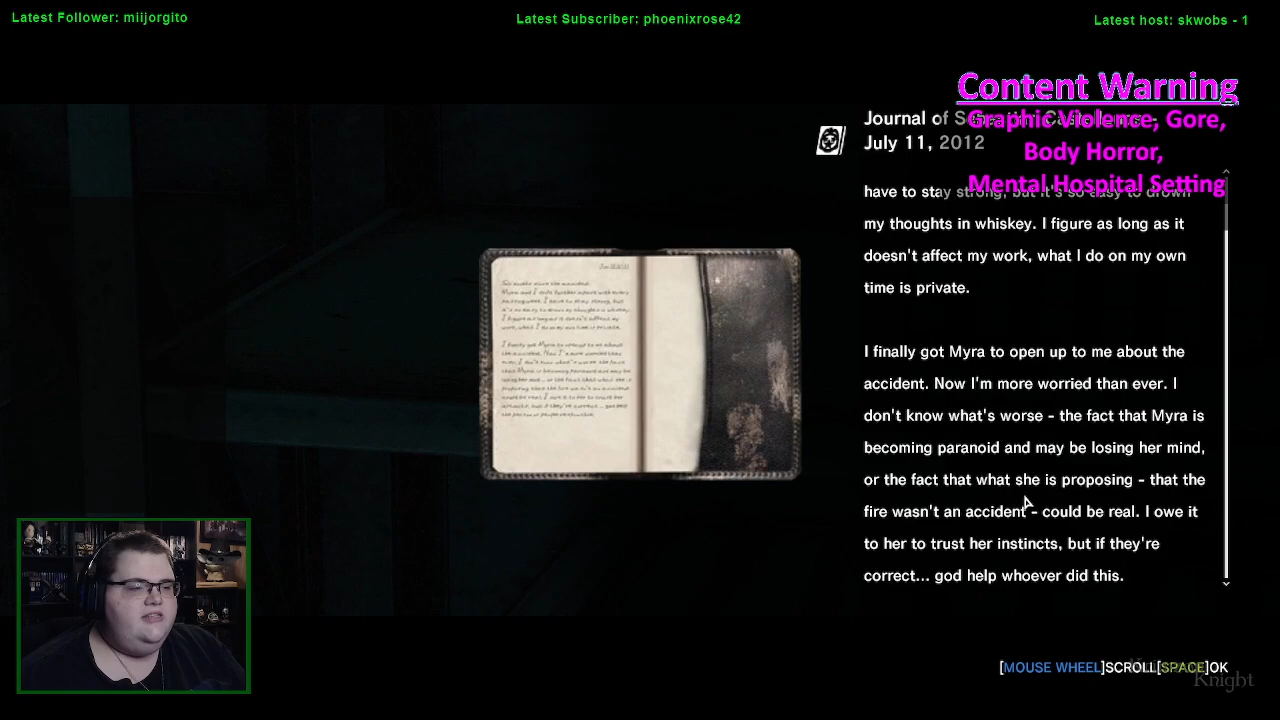 Latest Follower: miijorgito
Latest Subscriber: phoenixrose42
Latest host: skwobs - 1
Content Warning
Graphic Violence, Gore,
Body Horror,
Mental Hospital Setting
Journal of
July 11, 2012
have to stay strong, but it's so easy to drown
my thoughts in whiskey. I figure as long as it
doesn't affect my work, what I do on my own
time is private.
I finally got Myra to open up to me about the
accident. Now I'm more worried than ever. I
don't know what's worse - the fact that Myra is
becoming paranoid and may be losing her mind,
or the fact that what she is proposing - that the
fire wasn't an accident - could be real. I owe it
to her to trust her instincts, but if they're
correct... god help whoever did this.
[MOUSE WHEEL]SCROLL[SPACE]OK
Knight